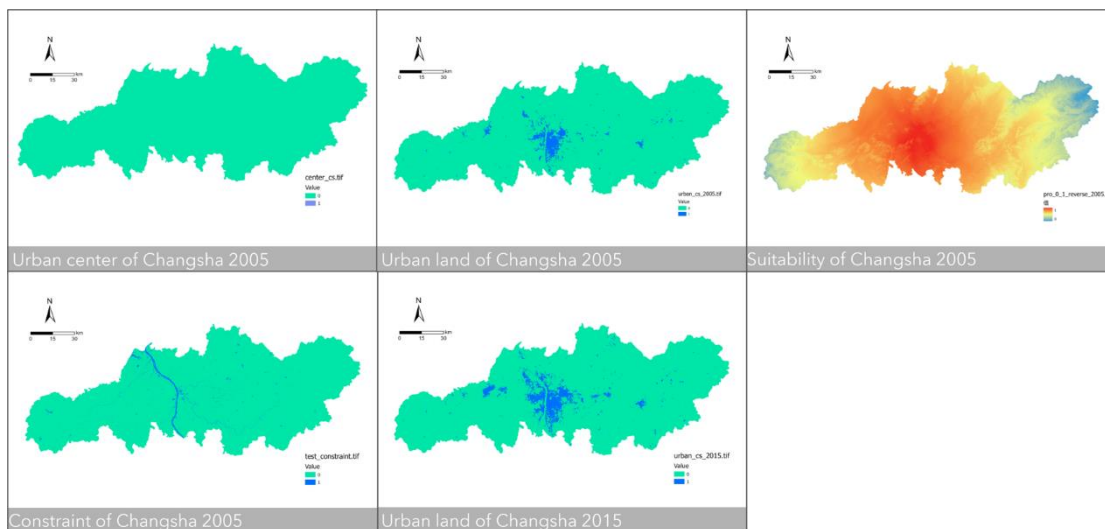 N
0 15 30 km
center_cs.tif
Value
0
1
Urban center of Changsha 2005
N
0 15 30 km
urban_cs_2005.tif
Value
0
1
Urban land of Changsha 2005
N
0 15 30 km
pro_0_1_reverse_2005.
值
1
0
Suitability of Changsha 2005
N
0 15 30 km
test_constraint.tif
Value
0
1
Constraint of Changsha 2005
N
0 15 30 km
urban_cs_2015.tif
Value
0
1
Urban land of Changsha 2015